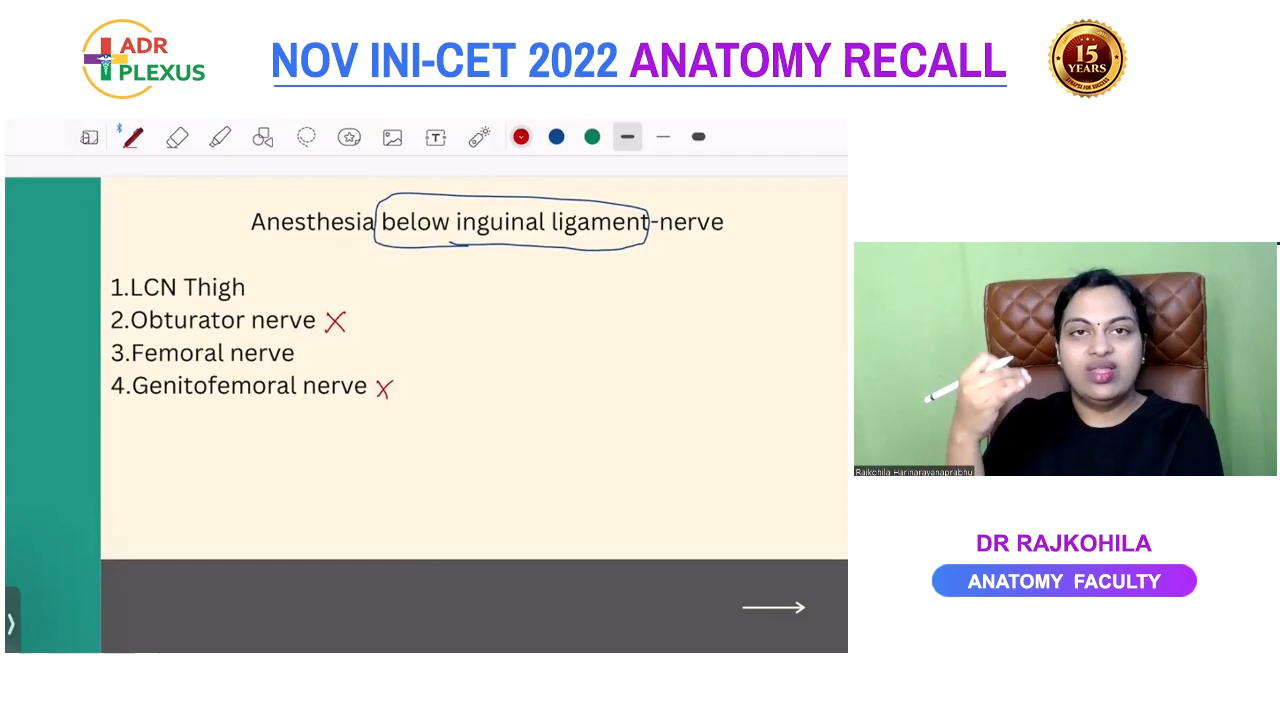 ADR
PLEXUS
NOV INI-CET 2022 ANATOMY RECALL
15
YEARS
T
Anesthesia below inguinal ligament-nerve
1.LCN Thigh
2.Obturator nerve
3.Femoral nerve
4.Genitofemoral nerve
Rajkohila Harinarayanaprabhu
DR RAJKOHILA
ANATOMY FACULTY